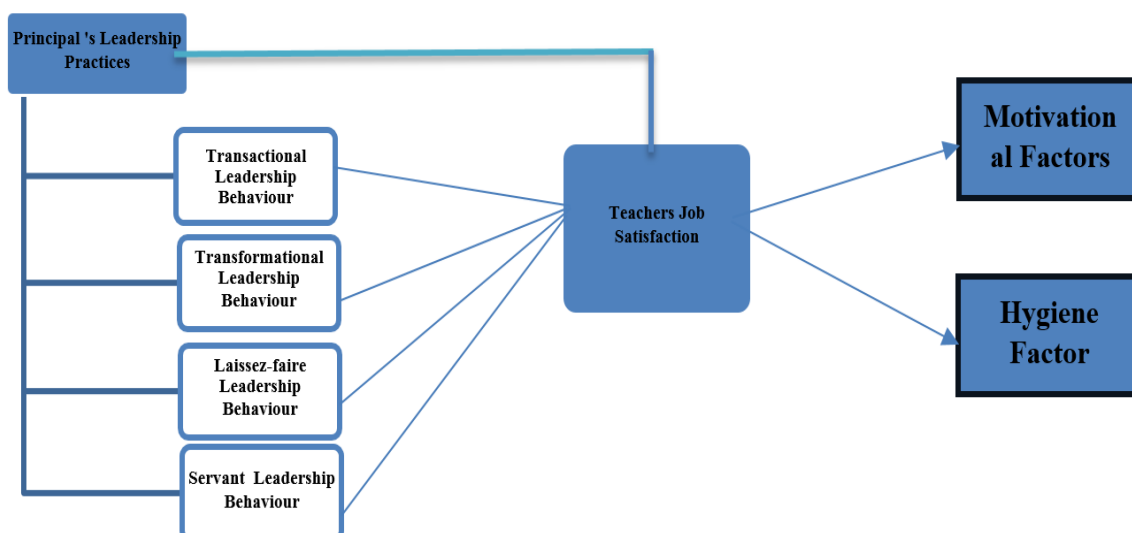 Principal 's Leadership
Practices
Transactional
Leadership
Behaviour
Transformational
Leadership
Behaviour
Laissez-faire
Leadership
Behaviour
Servant Leadership
Behaviour
Teachers Job
Satisfaction
Motivation
al Factors
Hygiene
Factor